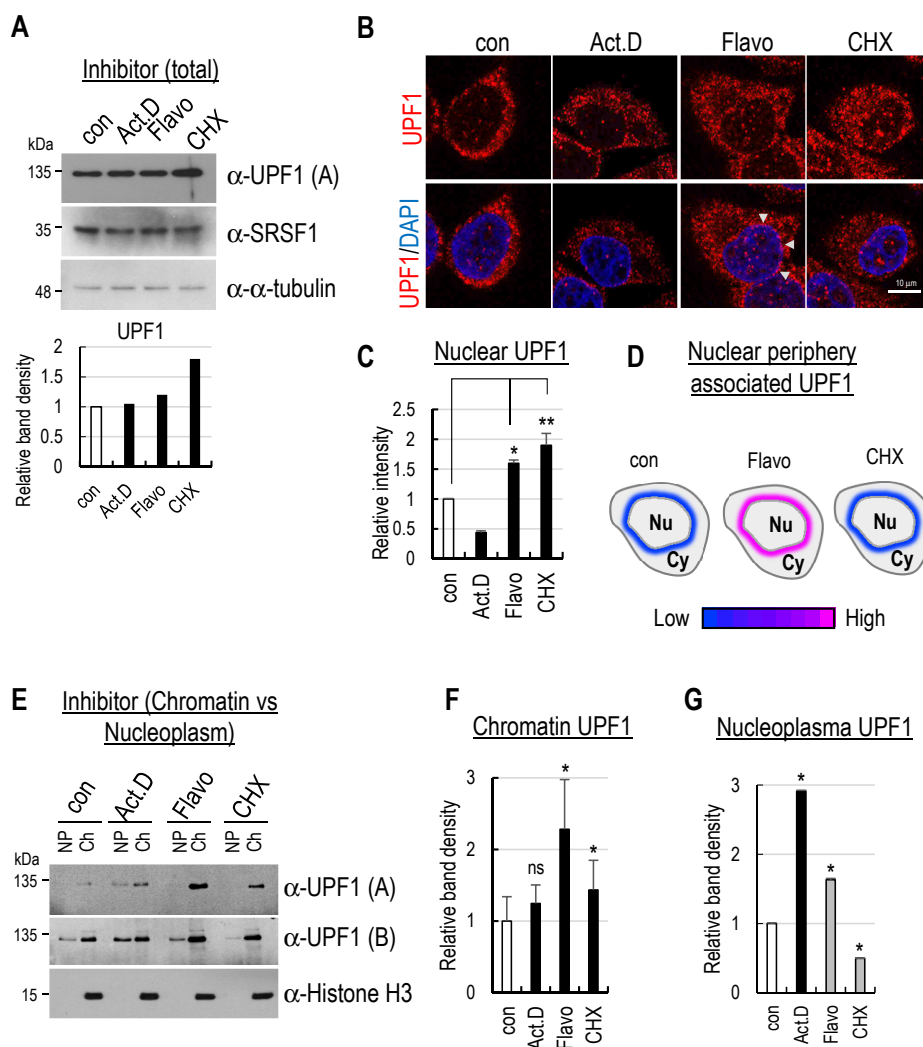 A
Inhibitor (total)
con Act.D Flavo CHX
kDa
135
α-UPF1 (A)
35
α-SRSF1
48
α-α-tubulin
UPF1
Relative band density
2
1.5
1
0.5
0
con Act.D Flavo CHX
B
con Act.D Flavo CHX
UPF1
UPF1/DAPI
10 μm
C
Nuclear UPF1
Relative intensity
2.5
2
1.5
1
0.5
0
* **
con Act.D Flavo CHX
D
Nuclear periphery
associated UPF1
con Flavo CHX
Nu Nu Nu
Cy Cy Cy
Low High
E
Inhibitor (Chromatin vs
Nucleoplasm)
con Act.D Flavo CHX
NP Ch NP Ch NP Ch NP Ch
kDa
135
α-UPF1 (A)
135
α-UPF1 (B)
15
α-Histone H3
F
Chromatin UPF1
Relative band density
3
2
1
0
ns * *
con Act.D Flavo CHX
G
Nucleoplasma UPF1
Relative band density
3
2
1
0
* * *
con Act.D Flavo CHX